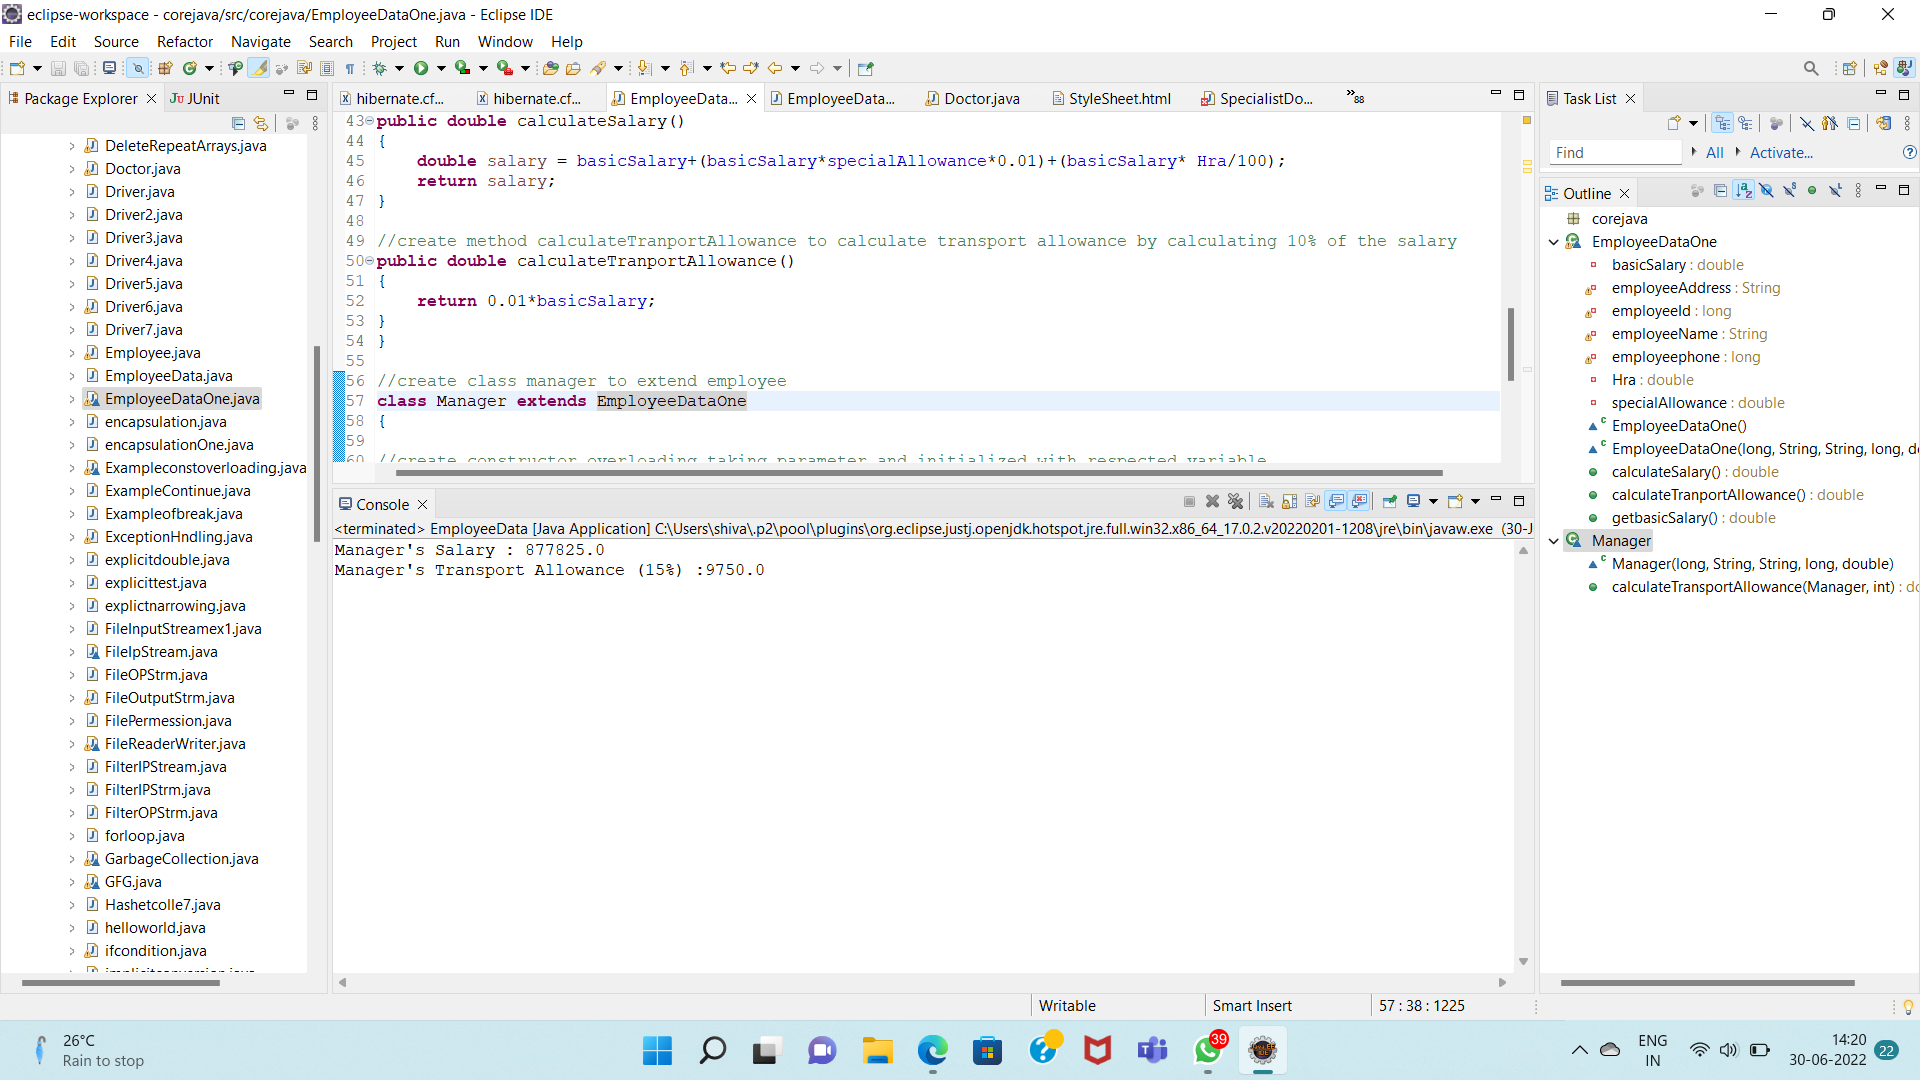 eclipse-workspace - corejava/src/corejava/EmployeeDataOne.java - Eclipse IDE
File Edit Source Refactor Navigate Search Project Run Window Help
Package Explorer JUnit
DeleteRepeatArrays.java
Doctor.java
Driver.java
Driver2.java
Driver3.java
Driver4.java
Driver5.java
Driver6.java
Driver7.java
Employee.java
EmployeeData.java
EmployeeDataOne.java
encapsulation.java
encapsulationOne.java
Exampleconstoverloading.java
ExampleContinue.java
Exampleofbreak.java
ExceptionHndling.java
explicitdouble.java
explicittest.java
explictnarrowing.java
FileInputStreamex1.java
FileIpStream.java
FileOPStrm.java
FileOutputStrm.java
FilePermession.java
FileReaderWriter.java
FilterIPStream.java
FilterIPStrm.java
FilterOPStrm.java
forloop.java
GarbageCollection.java
GFG.java
Hashetcolle7.java
helloworld.java
ifcondition.java
hibernate.cf... hibernate.cf... EmployeeData... EmployeeData... Doctor.java StyleSheet.html SpecialistDo... »88
43 public double calculateSalary()
44 {
45 double salary = basicSalary+(basicSalary*specialAllowance*0.01)+(basicSalary* Hra/100);
46 return salary;
47 }
48
49 //create method calculateTranportAllowance to calculate transport allowance by calculating 10% of the salary
50 public double calculateTranportAllowance()
51 {
52 return 0.01*basicSalary;
53 }
54 }
55
56 //create class manager to extend employee
57 class Manager extends EmployeeDataOne
58 {
59
60 //create constructor overloading taking parameter and initialized with respected variable
Console
<terminated> EmployeeData [Java Application] C:\Users\shiva\.p2\pool\plugins\org.eclipse.justj.openjdk.hotspot.jre.full.win32.x86_64_17.0.2.v20220201-1208\jre\bin\javaw.exe (30-J
Manager's Salary : 877825.0
Manager's Transport Allowance (15%) :9750.0
Task List
Find All Activate...
Outline
corejava
EmployeeDataOne
basicSalary : double
employeeAddress : String
employeeId : long
employeeName : String
employeephone : long
Hra : double
specialAllowance : double
EmployeeDataOne()
EmployeeDataOne(long, String, String, long, d
calculateSalary() : double
calculateTranportAllowance() : double
getbasicSalary() : double
Manager
Manager(long, String, String, long, double)
calculateTransportAllowance(Manager, int) : do
Writable Smart Insert 57 : 38 : 1225
26°C
Rain to stop
39
ENG
IN
14:20
30-06-2022
22